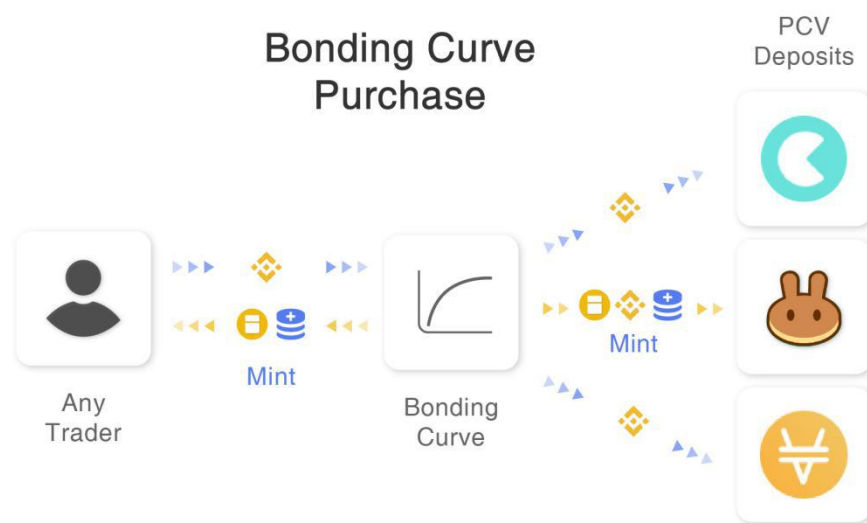 Bonding Curve
Purchase
PCV
Deposits
Mint
Mint
Any
Trader
Bonding
Curve